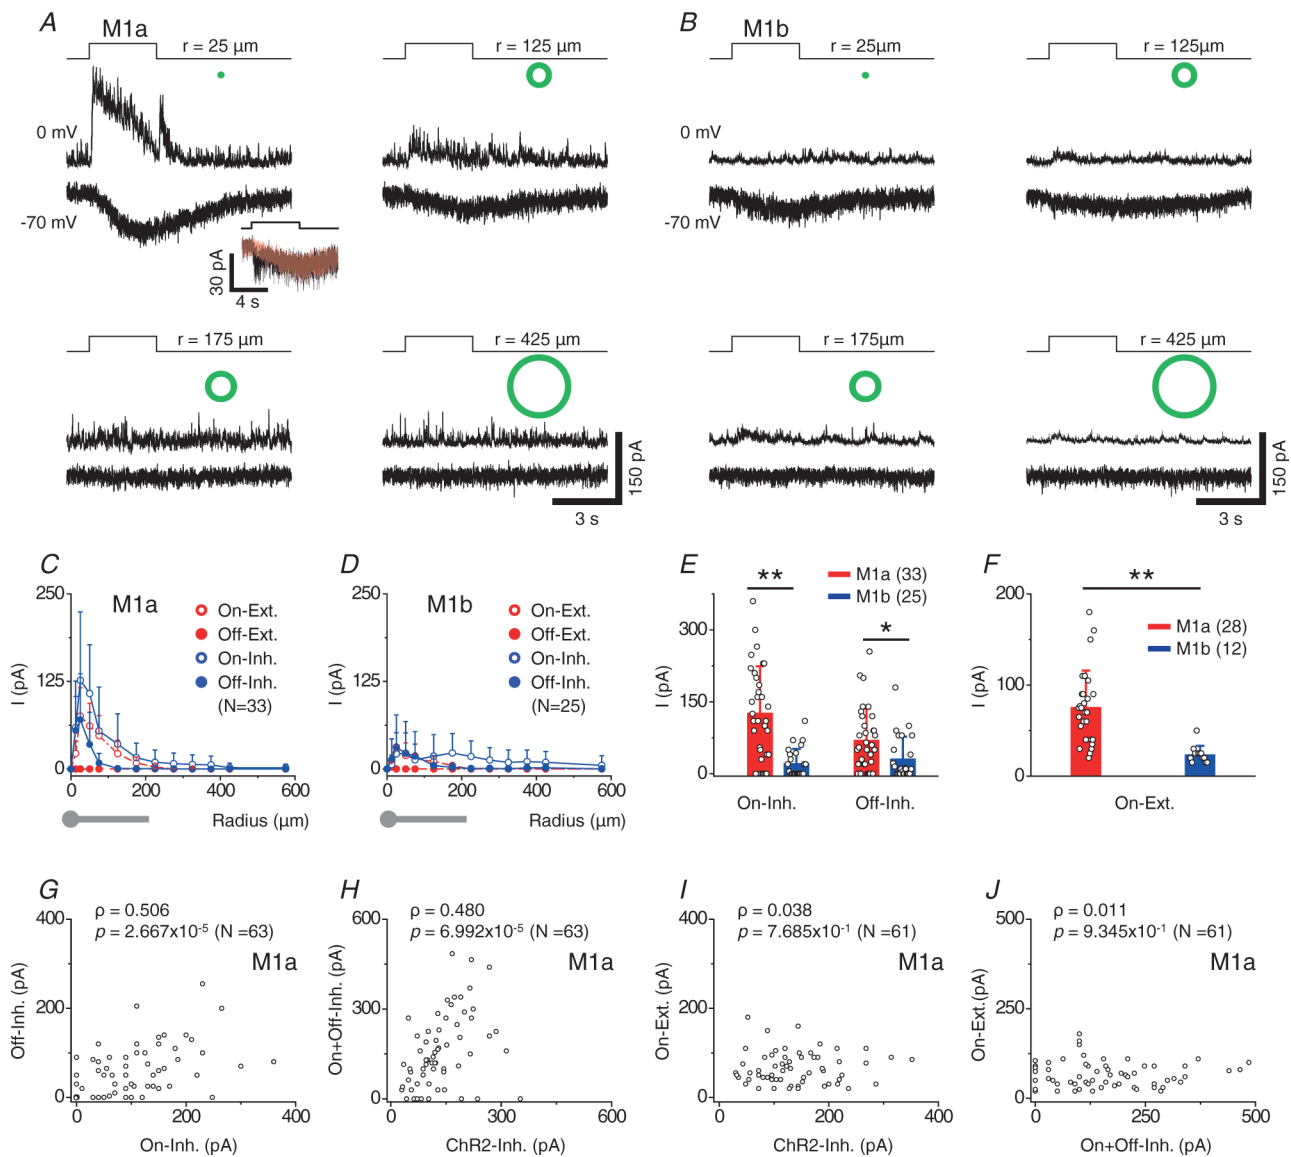 A M1a
r = 25 µm
r = 125 µm
0 mV
-70 mV
30 pA
4 s
r = 175 µm
r = 425 µm
150 pA
3 s
B M1b
r = 25µm
r = 125µm
0 mV
-70 mV
r = 175µm
r = 425 µm
150 pA
3 s
C
M1a
250
125
0
I (pA)
On-Ext.
Off-Ext.
On-Inh.
Off-Inh.
(N=33)
0 200 400 600
Radius (µm)
D
M1b
250
125
0
I (pA)
On-Ext.
Off-Ext.
On-Inh.
Off-Inh.
(N=25)
0 200 400 600
Radius (µm)
E
M1a (33)
M1b (25)
**
*
300
150
0
I (pA)
On-Inh. Off-Inh.
F
**
M1a (28)
M1b (12)
200
100
0
I (pA)
On-Ext.
G
ρ = 0.506
p = 2.667x10-5 (N =63)
M1a
400
200
0
Off-Inh. (pA)
0 200 400
On-Inh. (pA)
H
ρ = 0.480
p = 6.992x10-5 (N =63)
M1a
600
300
0
On+Off-Inh. (pA)
0 200 400
ChR2-Inh. (pA)
I
ρ = 0.038
p = 7.685x10-1 (N =61)
M1a
400
200
0
On-Ext. (pA)
0 200 400
ChR2-Inh. (pA)
J
ρ = 0.011
p = 9.345x10-1 (N =61)
M1a
500
250
0
On-Ext.(pA)
0 250 500
On+Off-Inh. (pA)